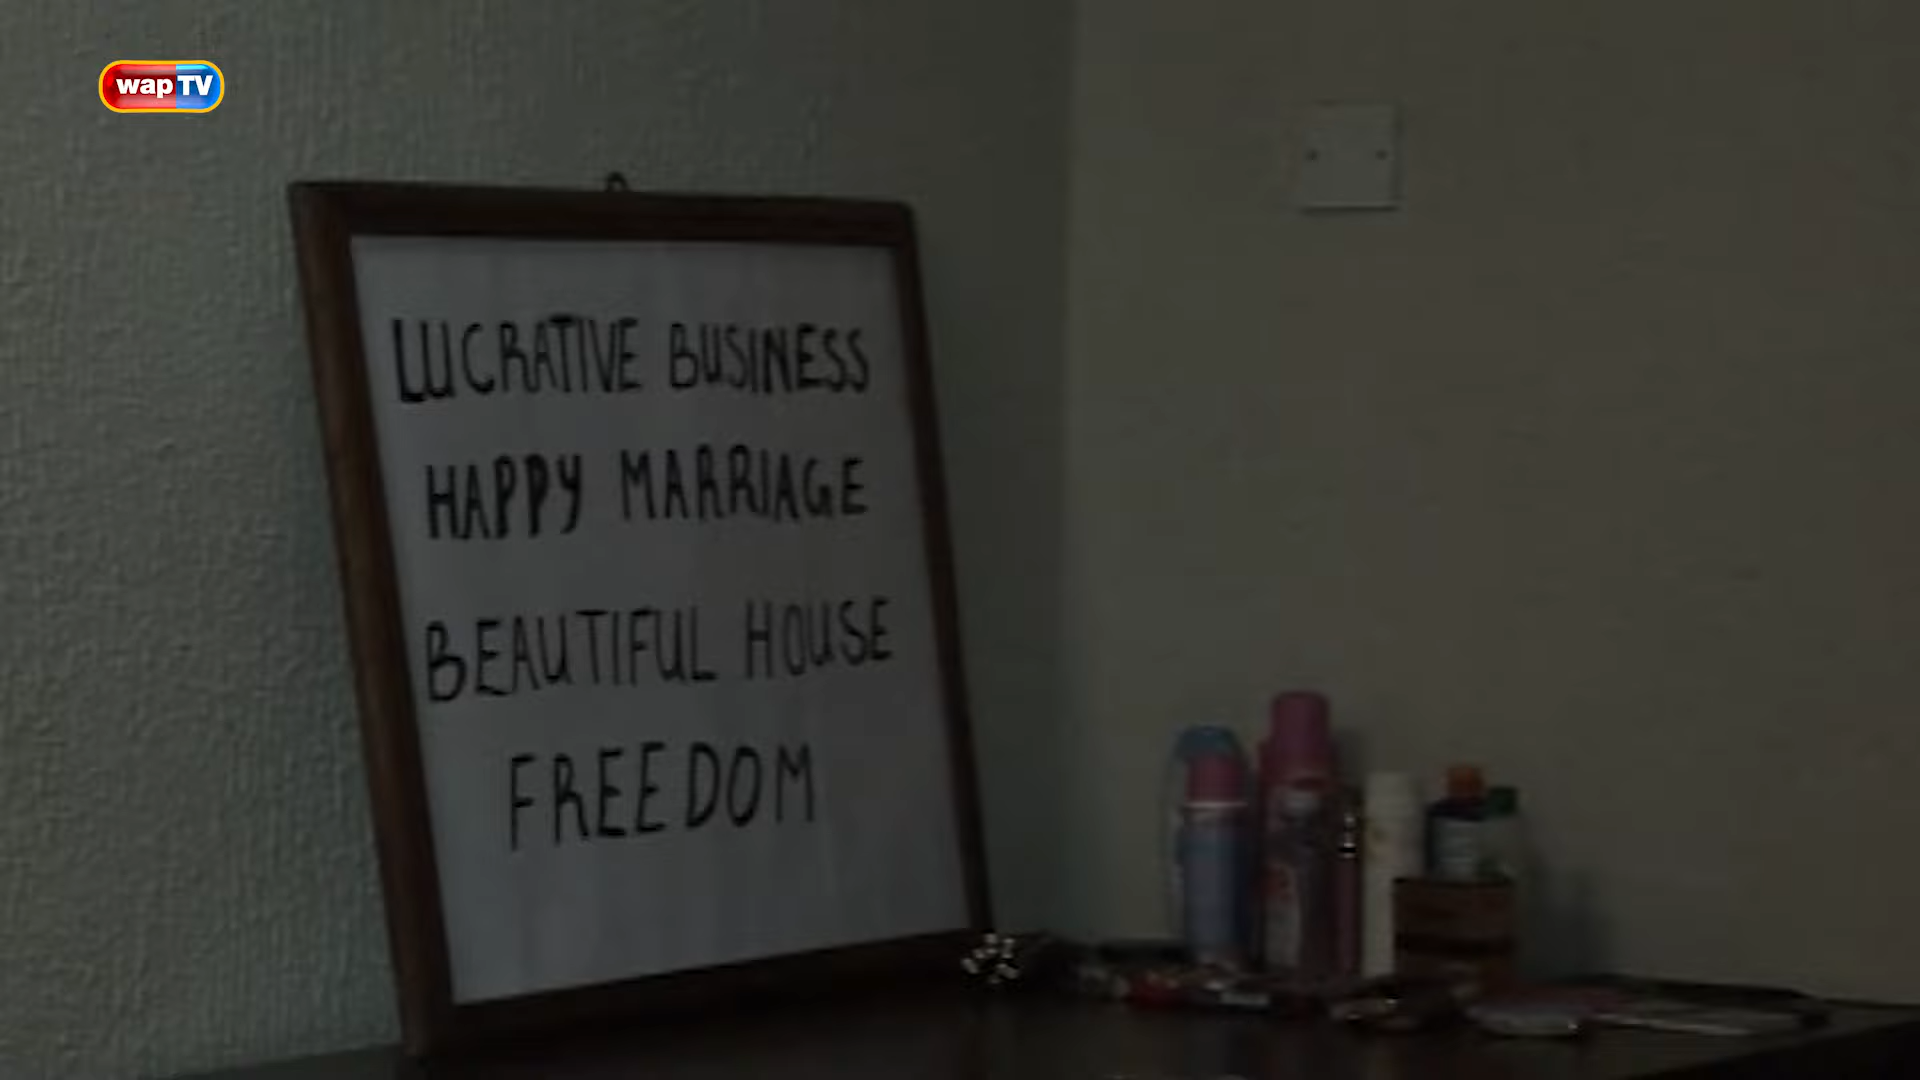 wapTV
LUCRATIVE BUSINESS
HAPPY MARRIAGE
BEAUTIFUL HOUSE
FREEDOM